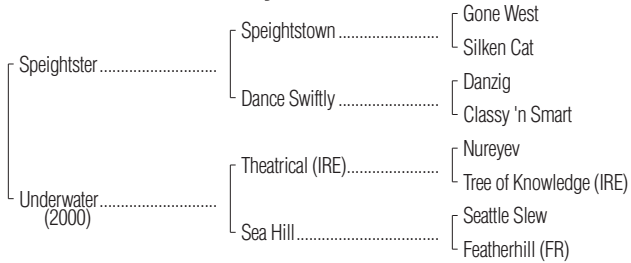 Gone West
Speightstown ....................
Silken Cat
Speightster........................
Danzig
Dance Swiftly ....................
Classy 'n Smart
Nureyev
Theatrical (IRE)..................
Tree of Knowledge (IRE)
Underwater........................
(2000)
Seattle Slew
Sea Hill.............................
Featherhill (FR)